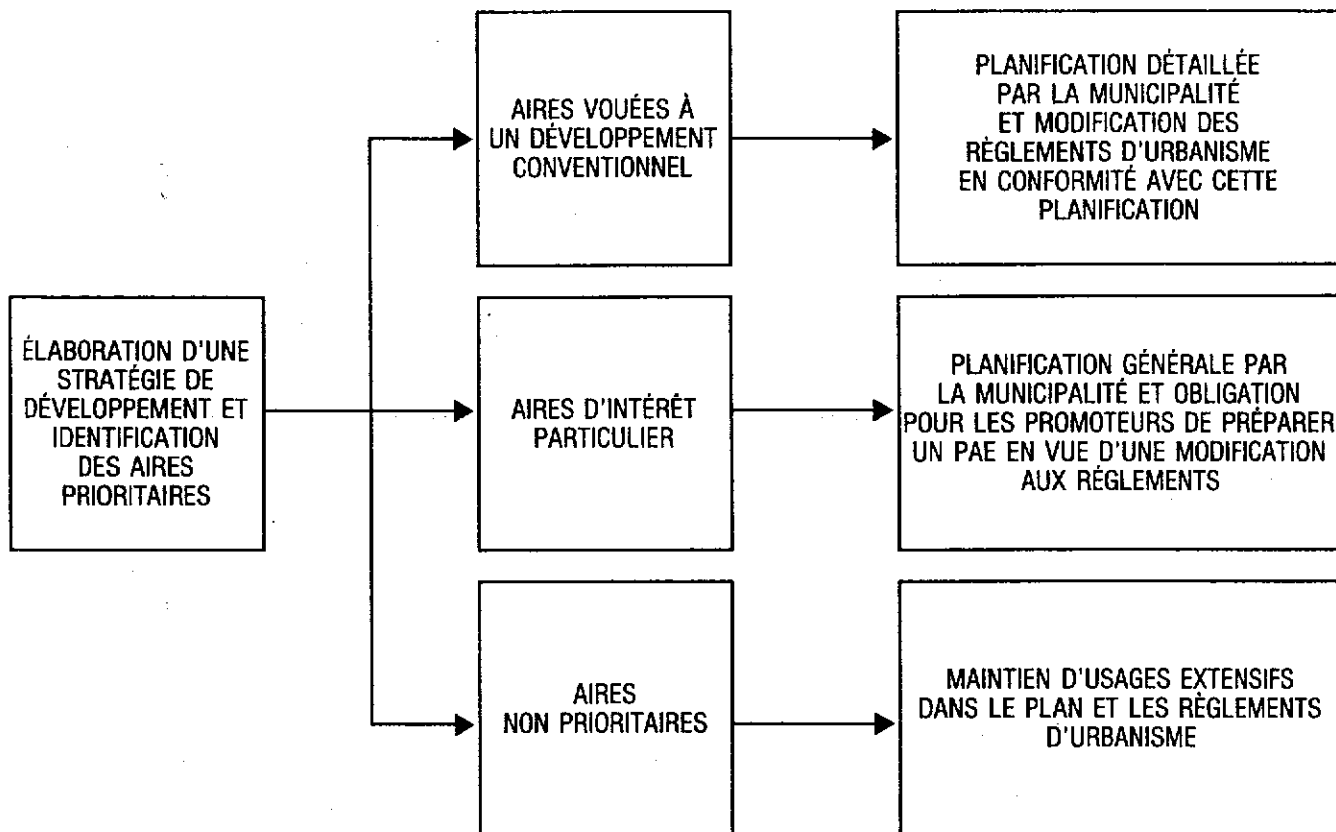 ÉLABORATION D'UNE
STRATÉGIE DE
DÉVELOPPEMENT ET
IDENTIFICATION
DES AIRES
PRIORITAIRES
AIRES VOUÉES À
UN DÉVELOPPEMENT
CONVENTIONNEL
PLANIFICATION DÉTAILLÉE
PAR LA MUNICIPALITÉ
ET MODIFICATION DES
RÈGLEMENTS D'URBANISME
EN CONFORMITÉ AVEC CETTE
PLANIFICATION
AIRES D'INTÉRÊT
PARTICULIER
PLANIFICATION GÉNÉRALE PAR
LA MUNICIPALITÉ ET OBLIGATION
POUR LES PROMOTEURS DE PRÉPARER
UN PAE EN VUE D'UNE MODIFICATION
AUX RÉGLEMENTS
AIRES
NON PRIORITAIRES
MAINTIEN D'USAGES EXTENSIFS
DANS LE PLAN ET LES RÈGLEMENTS
D'URBANISME